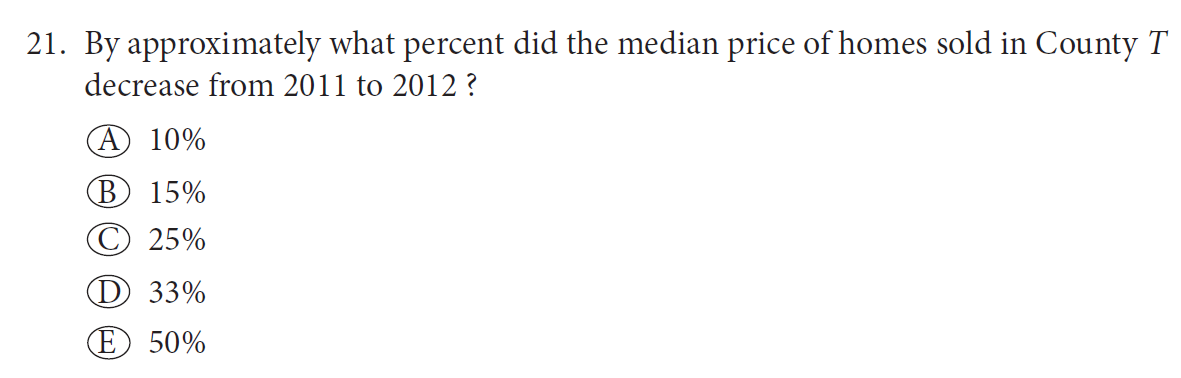 21. By approximately what percent did the median price of homes sold in County T
decrease from 2011 to 2012 ?
A 10%
B 15%
C 25%
D 33%
E 50%